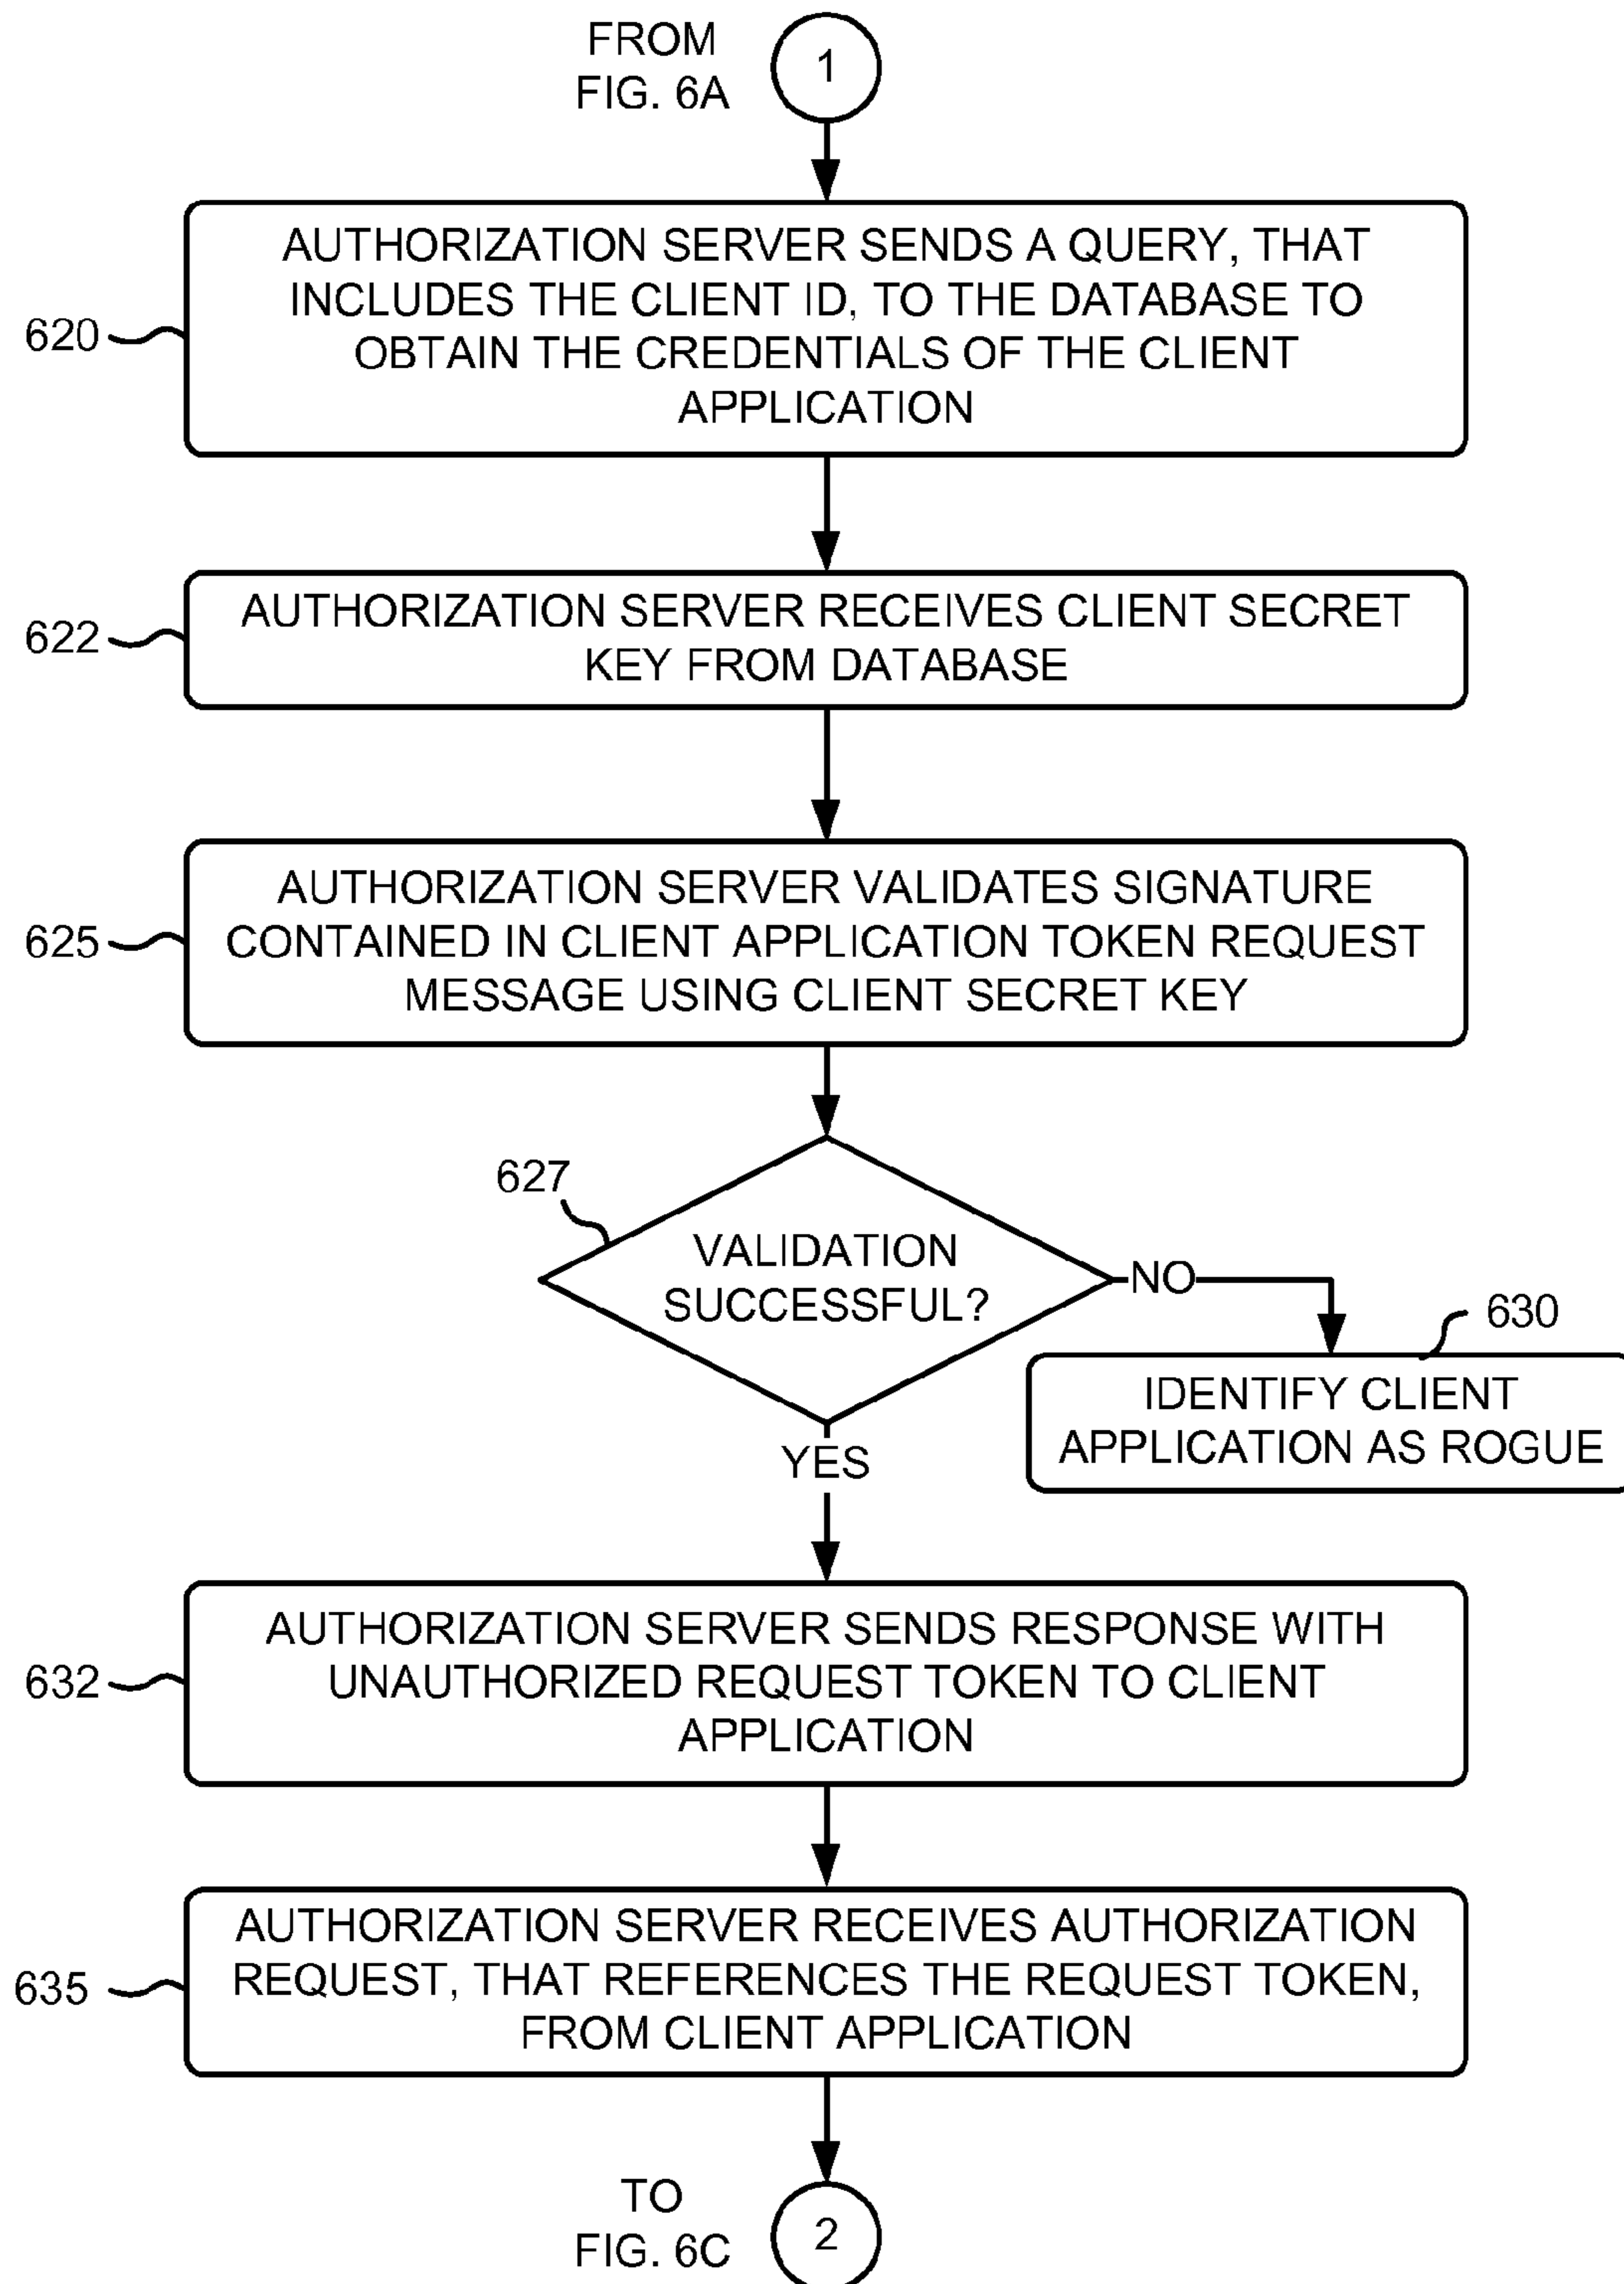 FROM
FIG. 6A
1
AUTHORIZATION SERVER SENDS A QUERY, THAT
INCLUDES THE CLIENT ID, TO THE DATABASE TO
OBTAIN THE CREDENTIALS OF THE CLIENT
APPLICATION
620
AUTHORIZATION SERVER RECEIVES CLIENT SECRET
KEY FROM DATABASE
622
AUTHORIZATION SERVER VALIDATES SIGNATURE
CONTAINED IN CLIENT APPLICATION TOKEN REQUEST
MESSAGE USING CLIENT SECRET KEY
625
627
VALIDATION
SUCCESSFUL?
NO
630
IDENTIFY CLIENT
APPLICATION AS ROGUE
YES
AUTHORIZATION SERVER SENDS RESPONSE WITH
UNAUTHORIZED REQUEST TOKEN TO CLIENT
APPLICATION
632
AUTHORIZATION SERVER RECEIVES AUTHORIZATION
REQUEST, THAT REFERENCES THE REQUEST TOKEN,
FROM CLIENT APPLICATION
635
TO
FIG. 6C
2